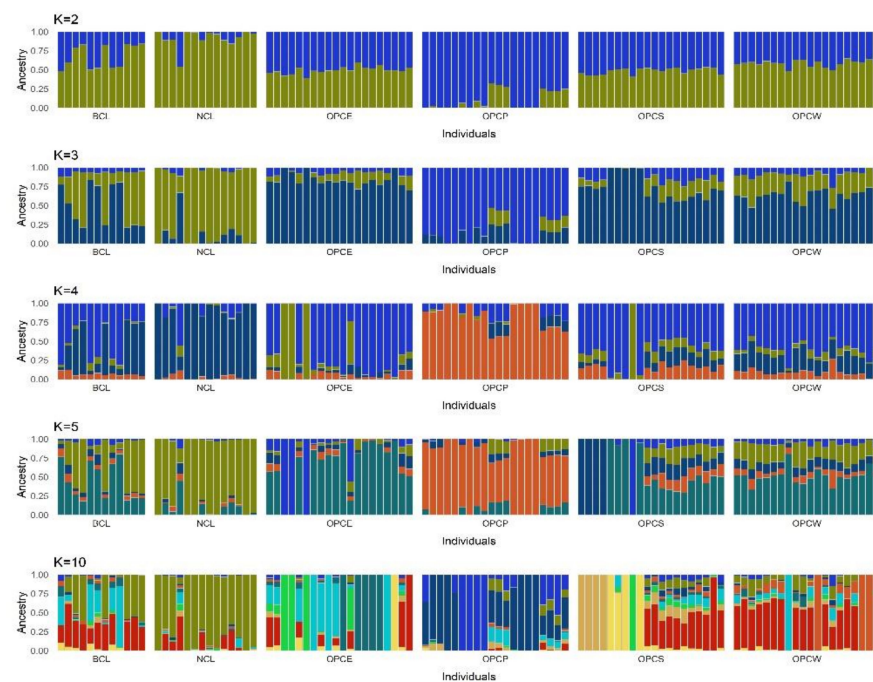 K=2
Ancestry
1.00
0.75
0.50
0.25
0.00
BCL NCL OPCE OPCP OPCS OPCW
Individuals
K=3
Ancestry
1.00
0.75
0.50
0.25
0.00
BCL NCL OPCE OPCP OPCS OPCW
Individuals
K=4
Ancestry
1.00
0.75
0.50
0.25
0.00
BCL NCL OPCE OPCP OPCS OPCW
Individuals
K=5
Ancestry
1.00
0.75
0.50
0.25
0.00
BCL NCL OPCE OPCP OPCS OPCW
Individuals
K=10
Ancestry
1.00
0.75
0.50
0.25
0.00
BCL NCL OPCE OPCP OPCS OPCW
Individuals